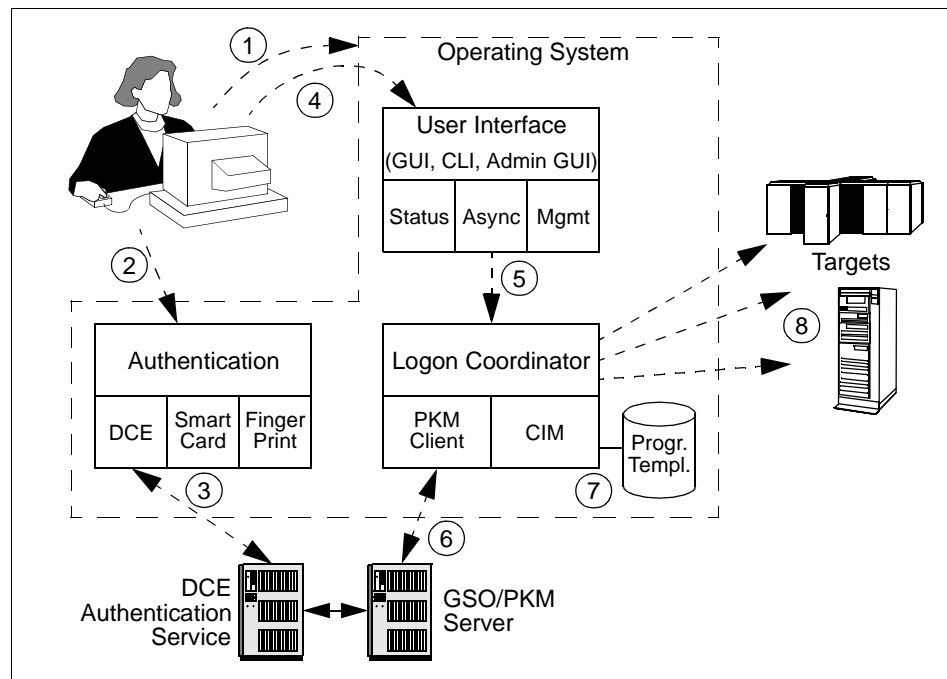 1
Operating System
4
User Interface
(GUI, CLI, Admin GUI)
Status
Async
Mgmt
2
5
Targets
8
Authentication
DCE
Smart
Card
Finger
Print
Logon Coordinator
PKM
Client
CIM
Progr.
Templ.
3
7
6
DCE
Authentication
Service
GSO/PKM
Server